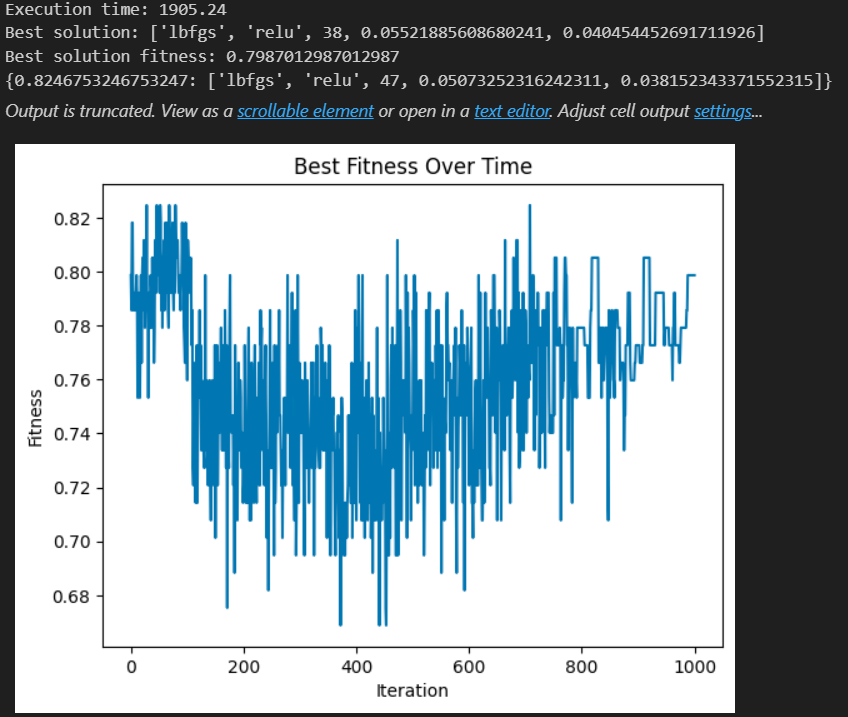 Execution time: 1905.24
Best solution: ['lbfgs', 'relu', 38, 0.05521885608680241, 0.040454452691711926]
Best solution fitness: 0.7987012987012987
{0.8246753246753247: ['lbfgs', 'relu', 47, 0.05073252316242311, 0.038152343371552315]}
Output is truncated. View as a scrollable element or open in a text editor. Adjust cell output settings...
Best Fitness Over Time
0.82
0.80
0.78
0.76
0.74
0.72
0.70
0.68
Fitness
0 200 400 600 800 1000
Iteration